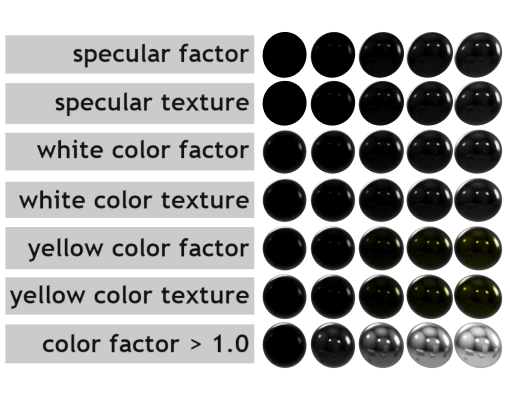 specular factor
specular texture
white color factor
white color texture
yellow color factor
yellow color texture
color factor > 1.0